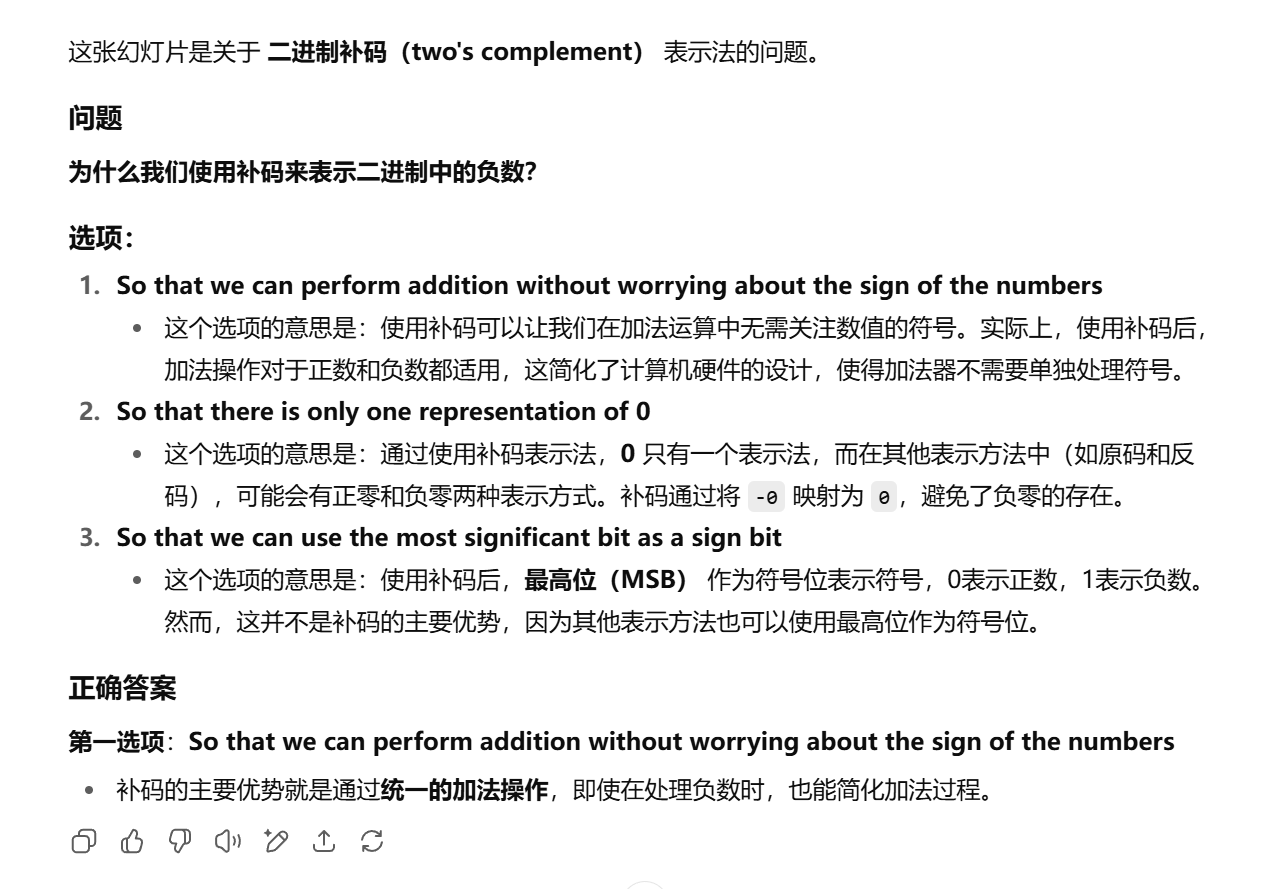 这张幻灯片是关于 二进制补码（two's complement） 表示法的问题。
问题
为什么我们使用补码来表示二进制中的负数？
选项：
1. So that we can perform addition without worrying about the sign of the numbers
• 这个选项的意思是：使用补码可以让我们在加法运算中无需关注数值的符号。实际上，使用补码后，
加法操作对于正数和负数都适用，这简化了计算机硬件的设计，使得加法器不需要单独处理符号。
2. So that there is only one representation of 0
• 这个选项的意思是：通过使用补码表示法，0 只有一个表示法，而在其他表示方法中（如原码和反
码），可能会有正零和负零两种表示方式。补码通过将 -0 映射为 0，避免了负零的存在。
3. So that we can use the most significant bit as a sign bit
• 这个选项的意思是：使用补码后，最高位（MSB） 作为符号位表示符号，0表示正数，1表示负数。
然而，这并不是补码的主要优势，因为其他表示方法也可以使用最高位作为符号位。
正确答案
第一选项：So that we can perform addition without worrying about the sign of the numbers
• 补码的主要优势就是通过统一的加法操作，即使在处理负数时，也能简化加法过程。